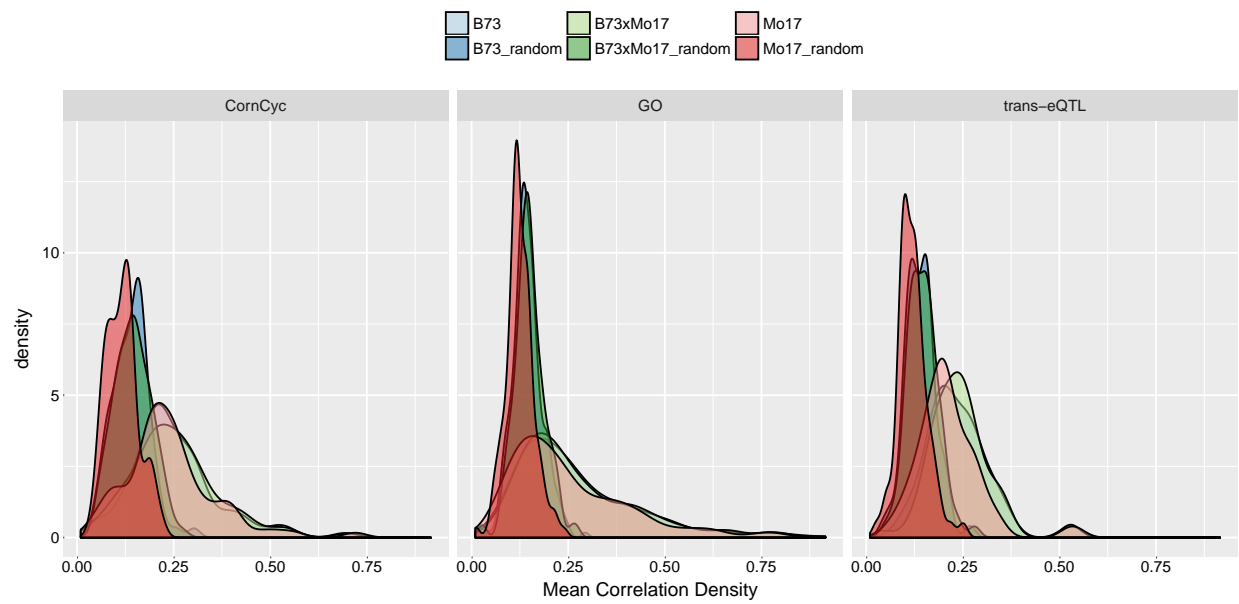 B73 B73xMo17 Mo17
B73_random B73xMo17_random Mo17_random
CornCyc GO trans−eQTL
10
5
0
density
0.00 0.25 0.50 0.75 0.00 0.25 0.50 0.75 0.00 0.25 0.50 0.75
Mean Correlation Density